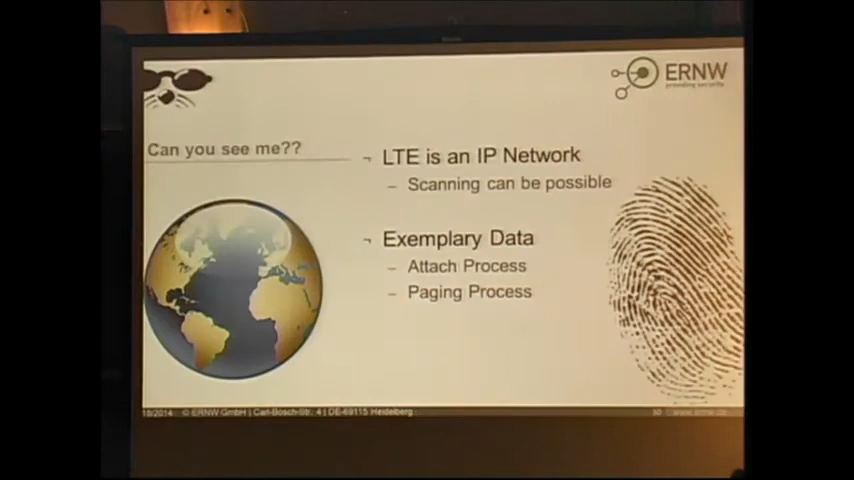 ERNW
providing security
Can you see me??
¬ LTE is an IP Network
– Scanning can be possible
¬ Exemplary Data
– Attach Process
– Paging Process
10/2014 © ERNW GmbH | Carl-Bosch-Str. 4 | DE-69115 Heidelberg
www.ernw.de